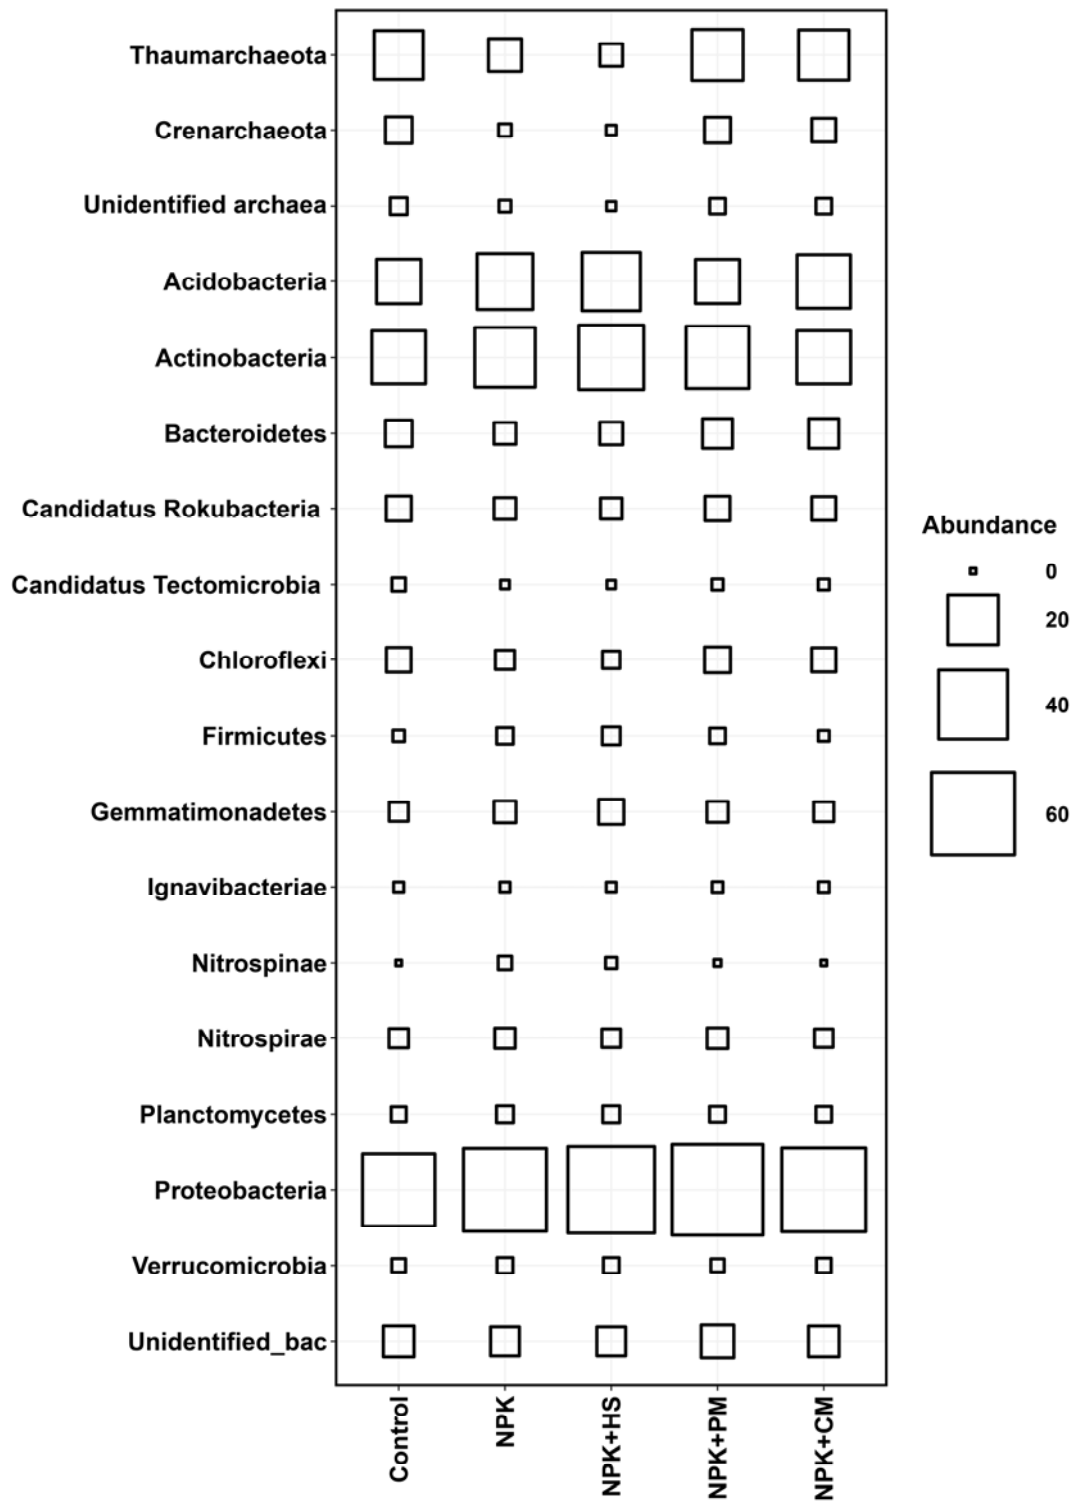 Thaumarchaeota
Crenarchaeota
Unidentified archaea
Acidobacteria
Actinobacteria
Bacteroidetes
Candidatus Rokubacteria
Candidatus Tectomicrobia
Chloroflexi
Firmicutes
Gemmatimonadetes
Ignavibacteriae
Nitrospinae
Nitrospirae
Planctomycetes
Proteobacteria
Verrucomicrobia
Unidentified_bac
Control
NPK
NPK+HS
NPK+PM
NPK+CM
Abundance
0
20
40
60